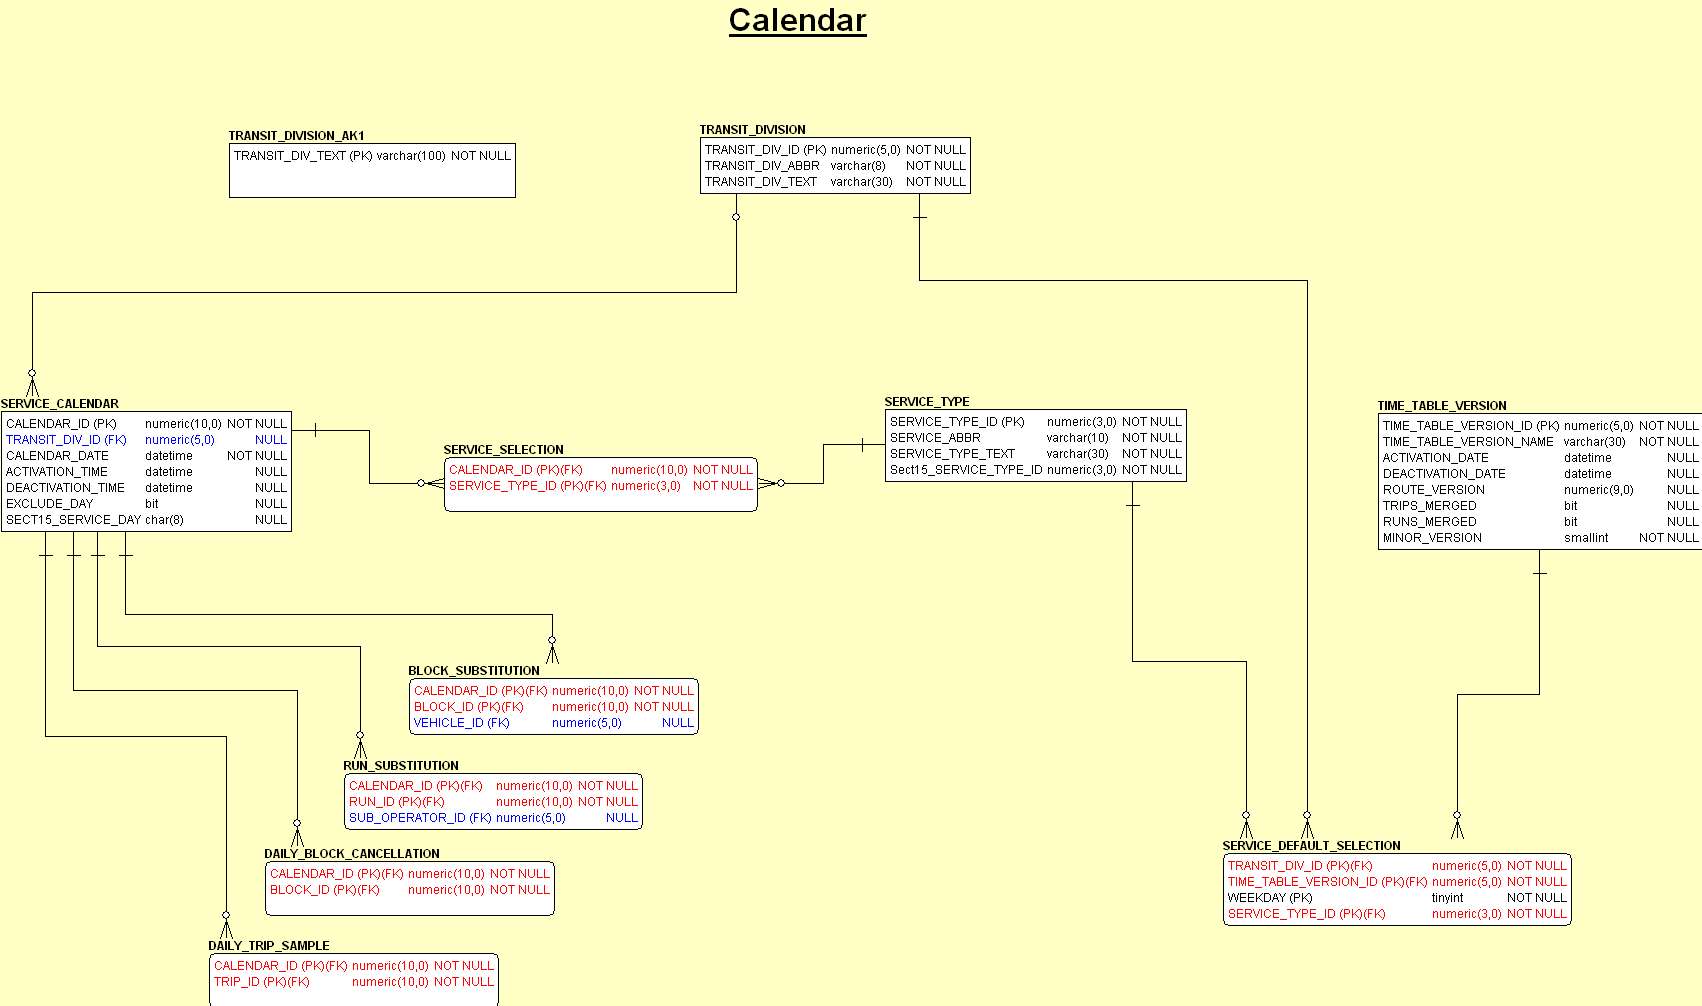 Calendar
TRANSIT_DIVISION_AK1
TRANSIT_DIV_TEXT (PK) varchar(100) NOT NULL
TRANSIT_DIVISION
TRANSIT_DIV_ID (PK) numeric(5,0) NOT NULL
TRANSIT_DIV_ABBR varchar(8) NOT NULL
TRANSIT_DIV_TEXT varchar(30) NOT NULL
SERVICE_CALENDAR
CALENDAR_ID (PK) numeric(10,0) NOT NULL
TRANSIT_DIV_ID (FK) numeric(5,0) NULL
CALENDAR_DATE datetime NOT NULL
ACTIVATION_TIME datetime NULL
DEACTIVATION_TIME datetime NULL
EXCLUDE_DAY bit NULL
SECT15_SERVICE_DAY char(8) NULL
SERVICE_SELECTION
CALENDAR_ID (PK)(FK) numeric(10,0) NOT NULL
SERVICE_TYPE_ID (PK)(FK) numeric(3,0) NOT NULL
SERVICE_TYPE
SERVICE_TYPE_ID (PK) numeric(3,0) NOT NULL
SERVICE_ABBR varchar(10) NOT NULL
SERVICE_TYPE_TEXT varchar(30) NOT NULL
Sect15_SERVICE_TYPE_ID numeric(3,0) NOT NULL
TIME_TABLE_VERSION
TIME_TABLE_VERSION_ID (PK) numeric(5,0) NOT NULL
TIME_TABLE_VERSION_NAME varchar(30) NOT NULL
ACTIVATION_DATE datetime NULL
DEACTIVATION_DATE datetime NULL
ROUTE_VERSION numeric(9,0) NULL
TRIPS_MERGED bit NULL
RUNS_MERGED bit NULL
MINOR_VERSION smallint NOT NULL
BLOCK_SUBSTITUTION
CALENDAR_ID (PK)(FK) numeric(10,0) NOT NULL
BLOCK_ID (PK)(FK) numeric(10,0) NOT NULL
VEHICLE_ID (FK) numeric(5,0) NULL
RUN_SUBSTITUTION
CALENDAR_ID (PK)(FK) numeric(10,0) NOT NULL
RUN_ID (PK)(FK) numeric(10,0) NOT NULL
SUB_OPERATOR_ID (FK) numeric(5,0) NULL
DAILY_BLOCK_CANCELLATION
CALENDAR_ID (PK)(FK) numeric(10,0) NOT NULL
BLOCK_ID (PK)(FK) numeric(10,0) NOT NULL
SERVICE_DEFAULT_SELECTION
TRANSIT_DIV_ID (PK)(FK) numeric(5,0) NOT NULL
TIME_TABLE_VERSION_ID (PK)(FK) numeric(5,0) NOT NULL
WEEKDAY (PK) tinyint NOT NULL
SERVICE_TYPE_ID (PK)(FK) numeric(3,0) NOT NULL
DAILY_TRIP_SAMPLE
CALENDAR_ID (PK)(FK) numeric(10,0) NOT NULL
TRIP_ID (PK)(FK) numeric(10,0) NOT NULL